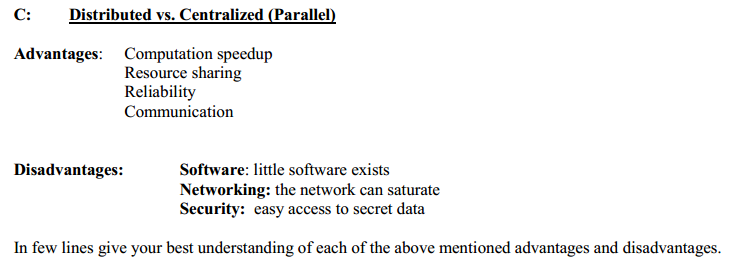 C: Distributed vs. Centralized (Parallel)
Advantages: Computation speedup
Resource sharing
Reliability
Communication
Disadvantages: Software: little software exists
Networking: the network can saturate
Security: easy access to secret data
In few lines give your best understanding of each of the above mentioned advantages and disadvantages.